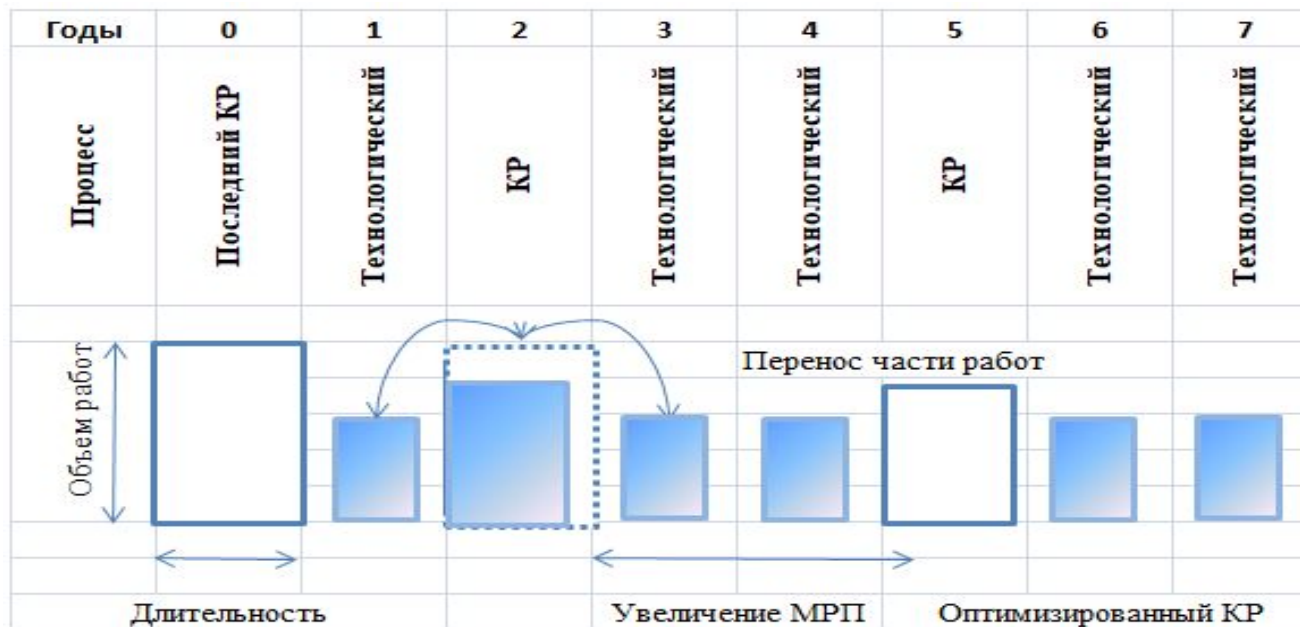 Годы 0 1 2 3 4 5 6 7
Процесс
Последний КР
Технологический
КР
Технологический
Технологический
КР
Технологический
Технологический
Объем работ
Перенос части работ
Длительность
Увеличение МРП
Оптимизированный КР